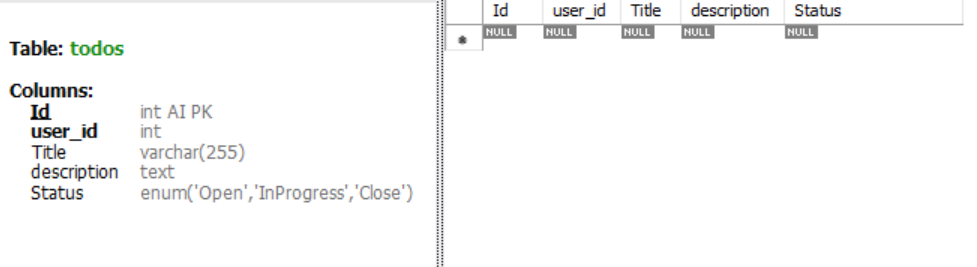 Table: todos
Columns:
Id int AI PK
user_id int
Title varchar(255)
description text
Status enum('Open','InProgress','Close')
Id user_id Title description Status
NULL NULL NULL NULL NULL